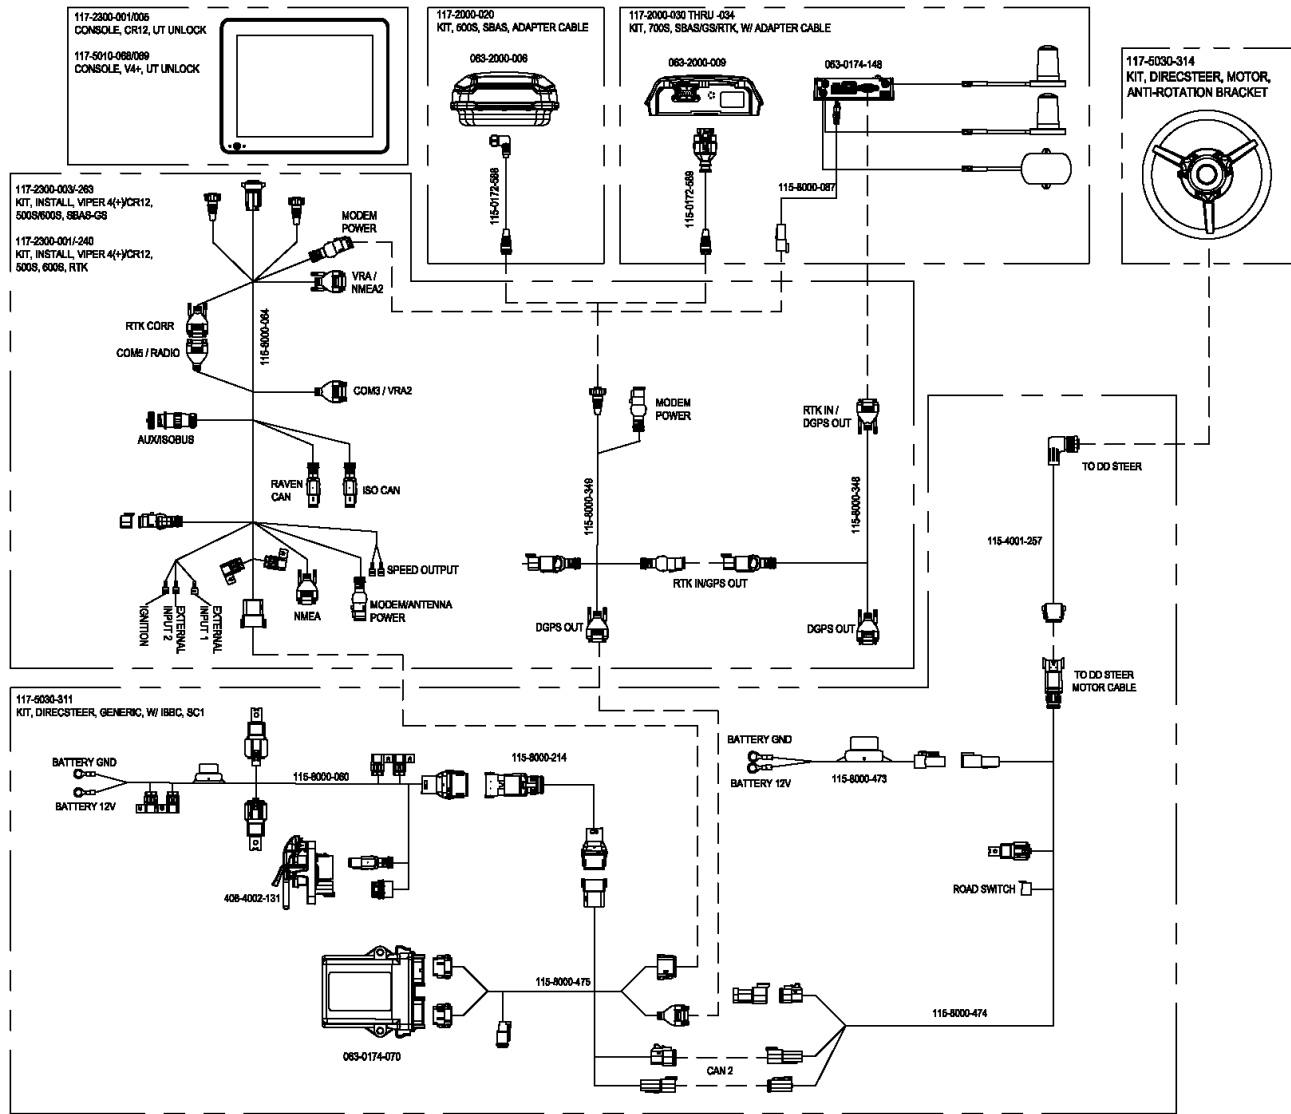 117-2300-001/005
CONSOLE, CR12, UT UNLOCK
117-5010-068/089
CONSOLE, V4+, UT UNLOCK
117-2000-020
KIT, 600S, SBAS, ADAPTER CABLE
063-2000-006
115-0172-588
117-2000-030 THRU -034
KIT, 700S, SBAS/GS/RTK, W/ ADAPTER CABLE
063-2000-009
063-0174-148
115-0172-589
115-8000-087
117-5030-314
KIT, DIRECSTEER, MOTOR,
ANTI-ROTATION BRACKET
117-2300-003/-263
KIT, INSTALL, VIPER 4(+)/CR12,
500S/600S, SBAS-GS
117-2300-001/-240
KIT, INSTALL, VIPER 4(+)/CR12,
500S, 600S, RTK
MODEM
POWER
VRA /
NMEA2
RTK CORR
COM5 / RADIO
115-8000-064
COM3 / VRA2
AUX/ISOBUS
RAVEN
CAN
ISO CAN
MODEM
POWER
RTK IN /
DGPS OUT
TO DD STEER
115-8000-349
115-8000-348
115-4001-257
SPEED OUTPUT
RTK IN/GPS OUT
NMEA
MODEM/ANTENNA
POWER
IGNITION
EXTERNAL
INPUT 2
EXTERNAL
INPUT 1
DGPS OUT
DGPS OUT
TO DD STEER
MOTOR CABLE
117-5030-311
KIT, DIRECSTEER, GENERIC, W/ ISBC, SC1
BATTERY GND
BATTERY 12V
115-8000-060
115-8000-214
BATTERY GND
BATTERY 12V
115-8000-473
408-4002-131
ROAD SWITCH
115-8000-475
063-0174-070
115-8000-474
CAN 2